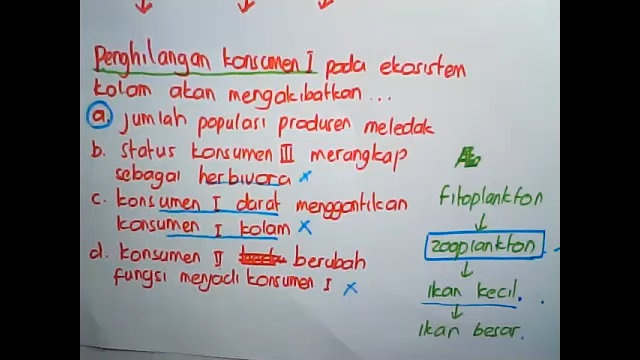 penghilangan konsumen I pada ekosistem
kolam akan mengakibatkan ...
a. jumlah populasi produsen meledak
b. status konsumen III merangkap
sebagai herbivora x
c. konsumen I darat menggantikan
konsumen I kolam x
d. konsumen II berubah
fungsi menjadi konsumen I x
fitoplankton
zooplankton
ikan kecil.
ikan besar.